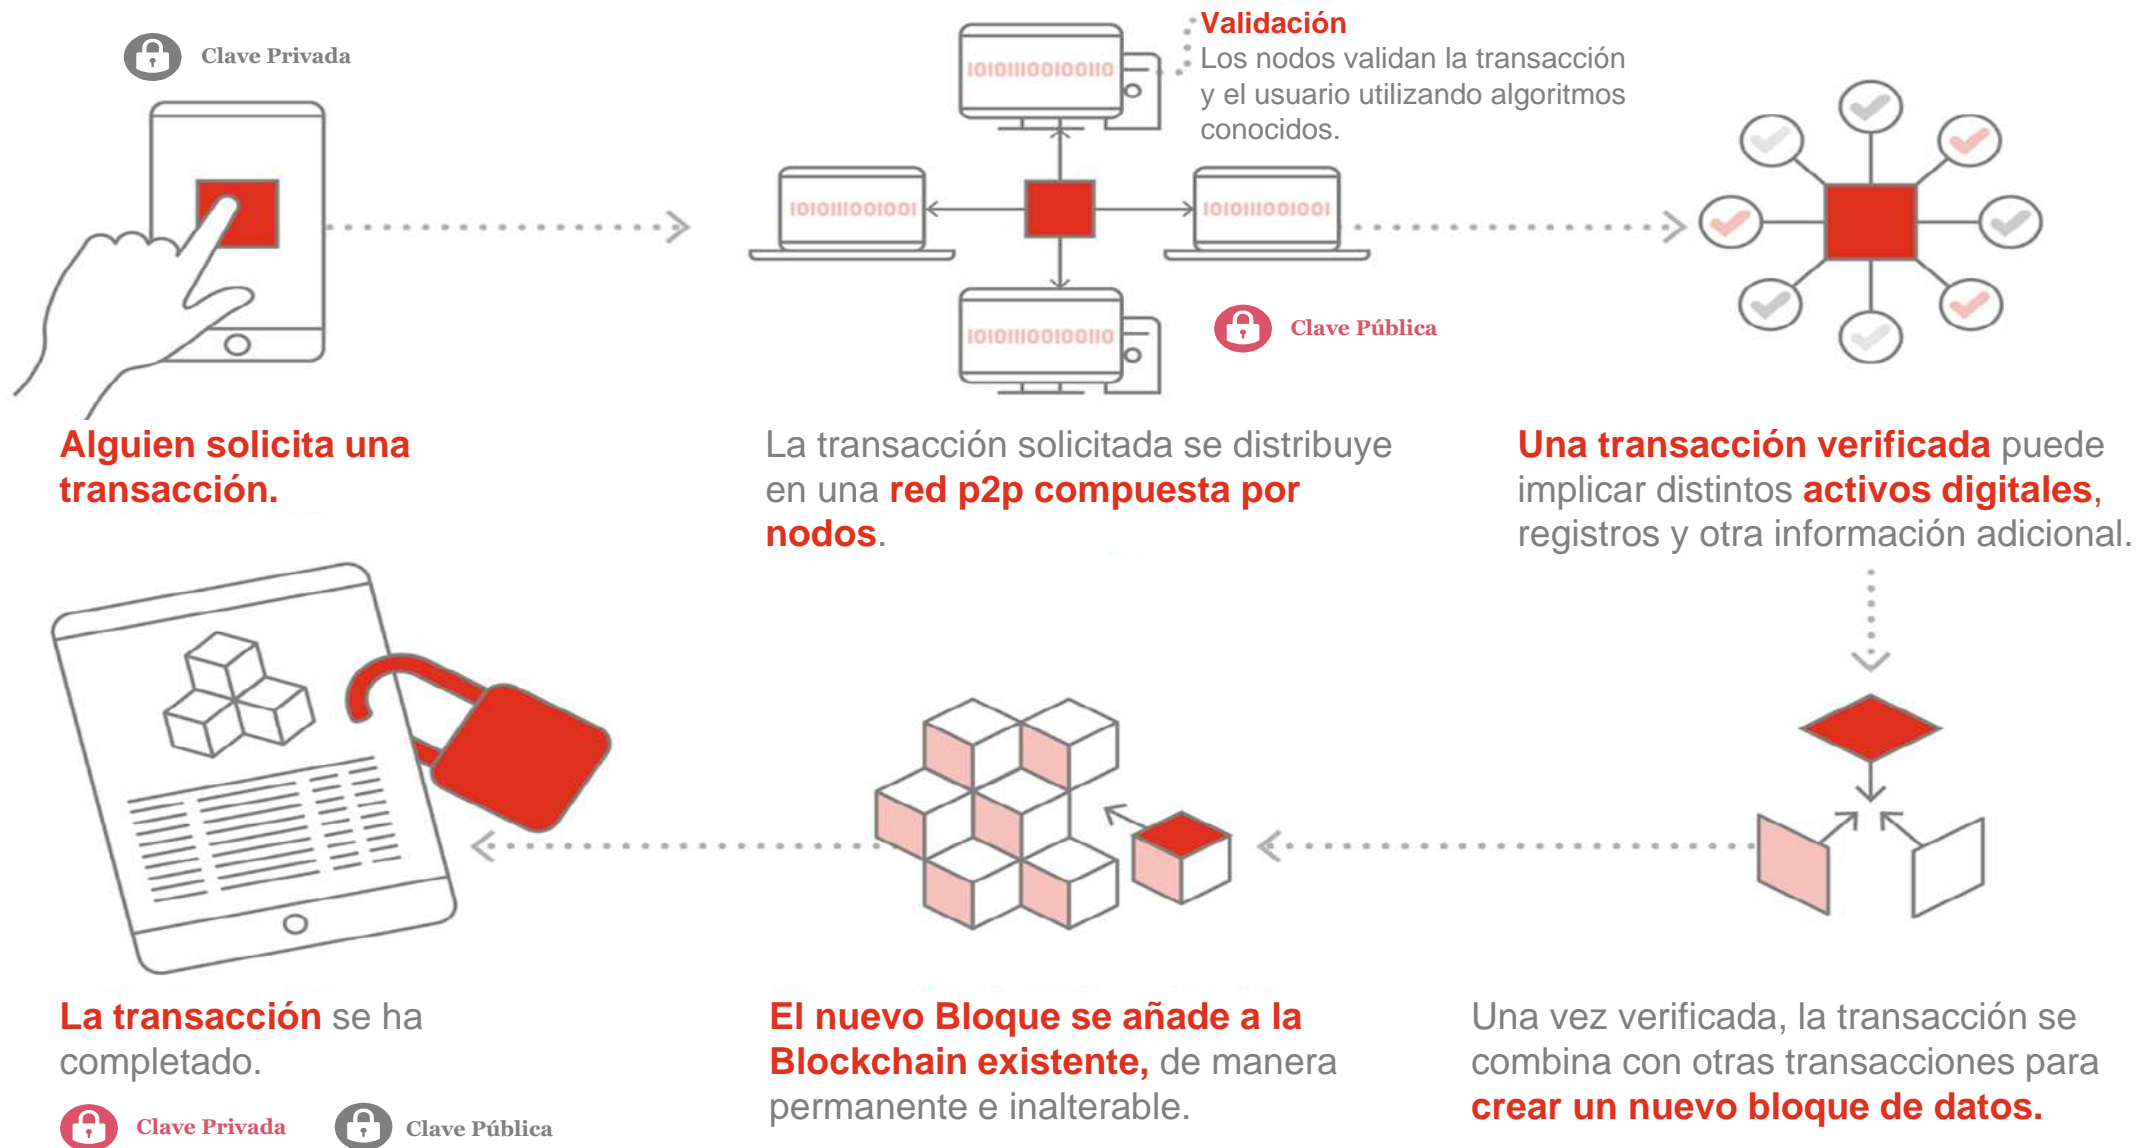 Clave Privada
Validación
Los nodos validan la transacción
y el usuario utilizando algoritmos
conocidos.
10101110010011O
1010111001001
1010111001001
10101110010011O
Clave Pública
Alguien solicita una
transacción.
La transacción solicitada se distribuye
en una red p2p compuesta por
nodos.
Una transacción verificada puede
implicar distintos activos digitales,
registros y otra información adicional.
La transacción se ha
completado.
Clave Privada
Clave Pública
El nuevo Bloque se añade a la
Blockchain existente, de manera
permanente e inalterable.
Una vez verificada, la transacción se
combina con otras transacciones para
crear un nuevo bloque de datos.